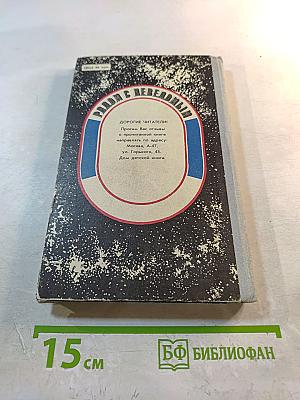 РЯДОМ С НЕВЕДОМЫМ
ДОРОГИЕ ЧИТАТЕЛИ!
Просим Вас отзывы
о прочитанной книге
направлять по адресу:
Москва, А-47,
ул. Горького, 43.
Дом детской книги.
15 см
БФ БИБЛИОФАН